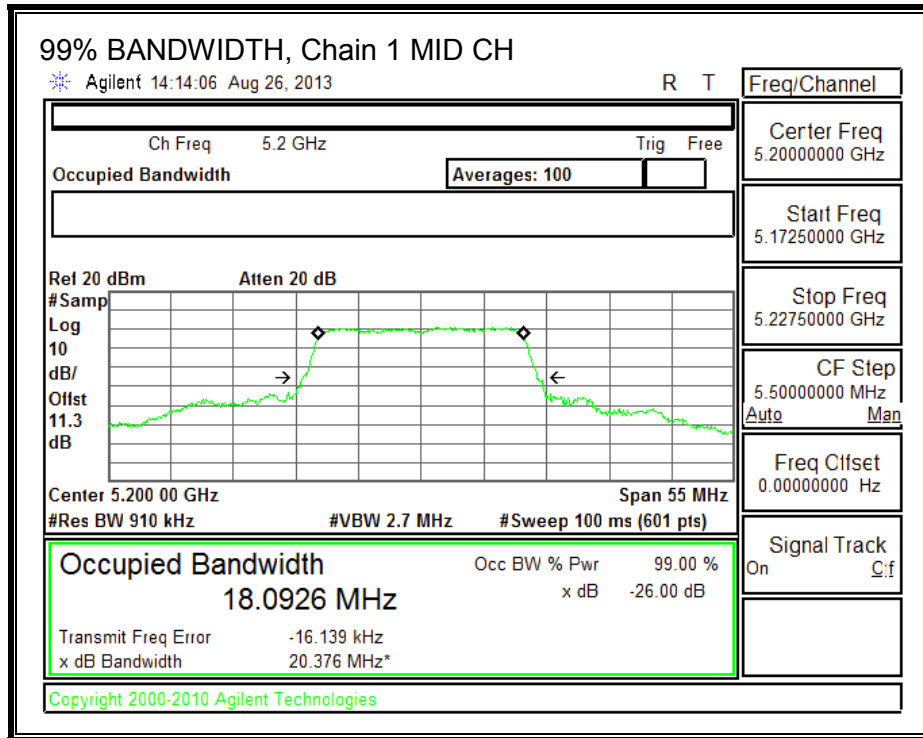 99% BANDWIDTH, Chain 1 MID CH
Agilent 14:14:06 Aug 26, 2013 R T
Freq/Channel
Ch Freq 5.2 GHz Trig Free
Occupied Bandwidth Averages: 100
Center Freq
5.20000000 GHz
Start Freq
5.17250000 GHz
Ref 20 dBm Atten 20 dB
#Samp
Log
10
dB/
Offst
11.3
dB
Stop Freq
5.22750000 GHz
CF Step
5.50000000 MHz
Auto Man
Freq Offset
0.00000000 Hz
Center 5.200 00 GHz Span 55 MHz
#Res BW 910 kHz #VBW 2.7 MHz #Sweep 100 ms (601 pts)
Signal Track
On Off
Occupied Bandwidth Occ BW % Pwr 99.00 %
18.0926 MHz x dB -26.00 dB
Transmit Freq Error -16.139 kHz
x dB Bandwidth 20.376 MHz*
Copyright 2000-2010 Agilent Technologies